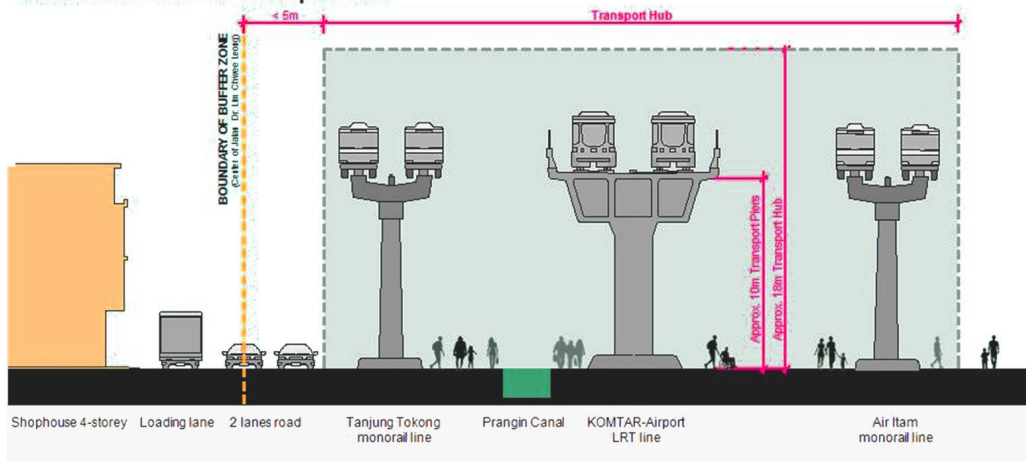 < 5m
Transport Hub
BOUNDARY OF BUFFER ZONE
(Center of Jalan Dr. Lim Chwee Leong)
Approx. 10m Transport Piers
Approx. 18m Transport Hub
Shophouse 4-storey
Loading lane
2 lanes road
Tanjung Tokong
monorail line
Prangin Canal
KOMTAR-Airport
LRT line
Air Itam
monorail line